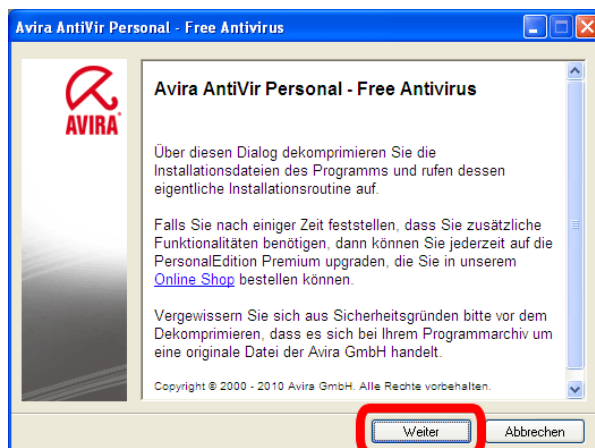 Avira AntiVir Personal - Free Antivirus
AVIRA
Avira AntiVir Personal - Free Antivirus
Über diesen Dialog dekomprimieren Sie die
Installationsdateien des Programms und rufen dessen
eigentliche Installationsroutine auf.
Falls Sie nach einiger Zeit feststellen, dass Sie zusätzliche
Funktionalitäten benötigen, dann können Sie jederzeit auf die
PersonalEdition Premium upgraden, die Sie in unserem
Online Shop bestellen können.
Vergewissern Sie sich aus Sicherheitsgründen bitte vor dem
Dekomprimieren, dass es sich bei Ihrem Programmarchiv um
eine originale Datei der Avira GmbH handelt.
Copyright © 2000 - 2010 Avira GmbH. Alle Rechte vorbehalten.
Weiter Abbrechen